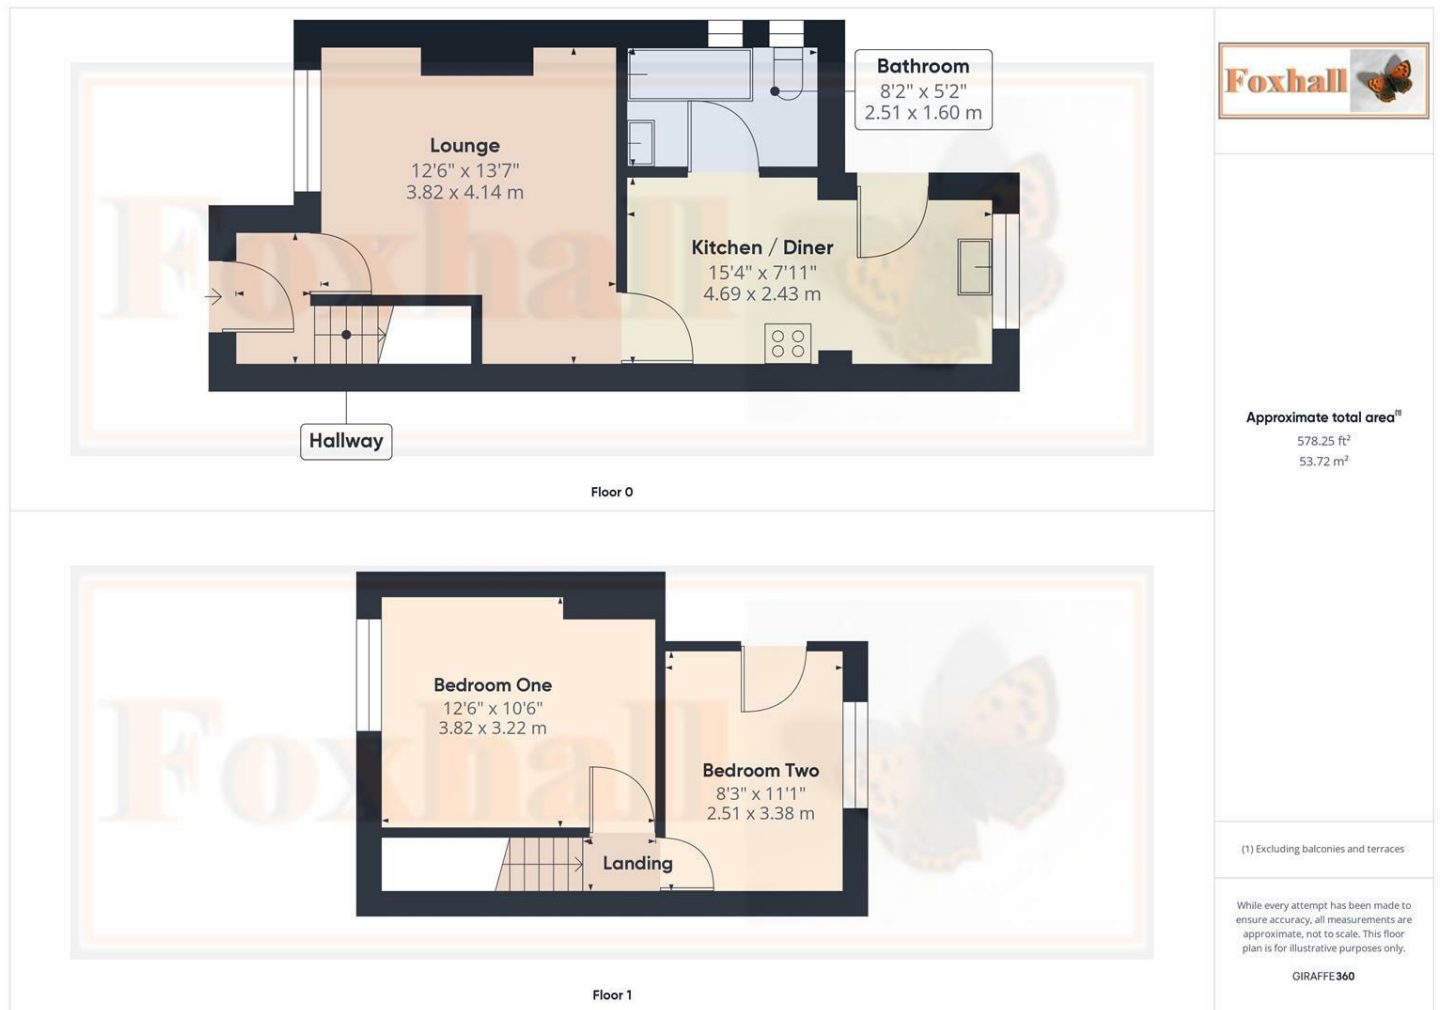 Lounge
12'6" x 13'7"
3.82 x 4.14 m
Bathroom
8'2" x 5'2"
2.51 x 1.60 m
Kitchen / Diner
15'4" x 7'11"
4.69 x 2.43 m
Hallway
Floor 0
Foxhall
Bedroom One
12'6" x 10'6"
3.82 x 3.22 m
Bedroom Two
8'3" x 11'1"
2.51 x 3.38 m
Landing
Floor 1
Foxhall
Foxhall
Approximate total area(1)
578.25 ft²
53.72 m²
(1) Excluding balconies and terraces
While every attempt has been made to
ensure accuracy, all measurements are
approximate, not to scale. This floor
plan is for illustrative purposes only.
GIRAFFE360